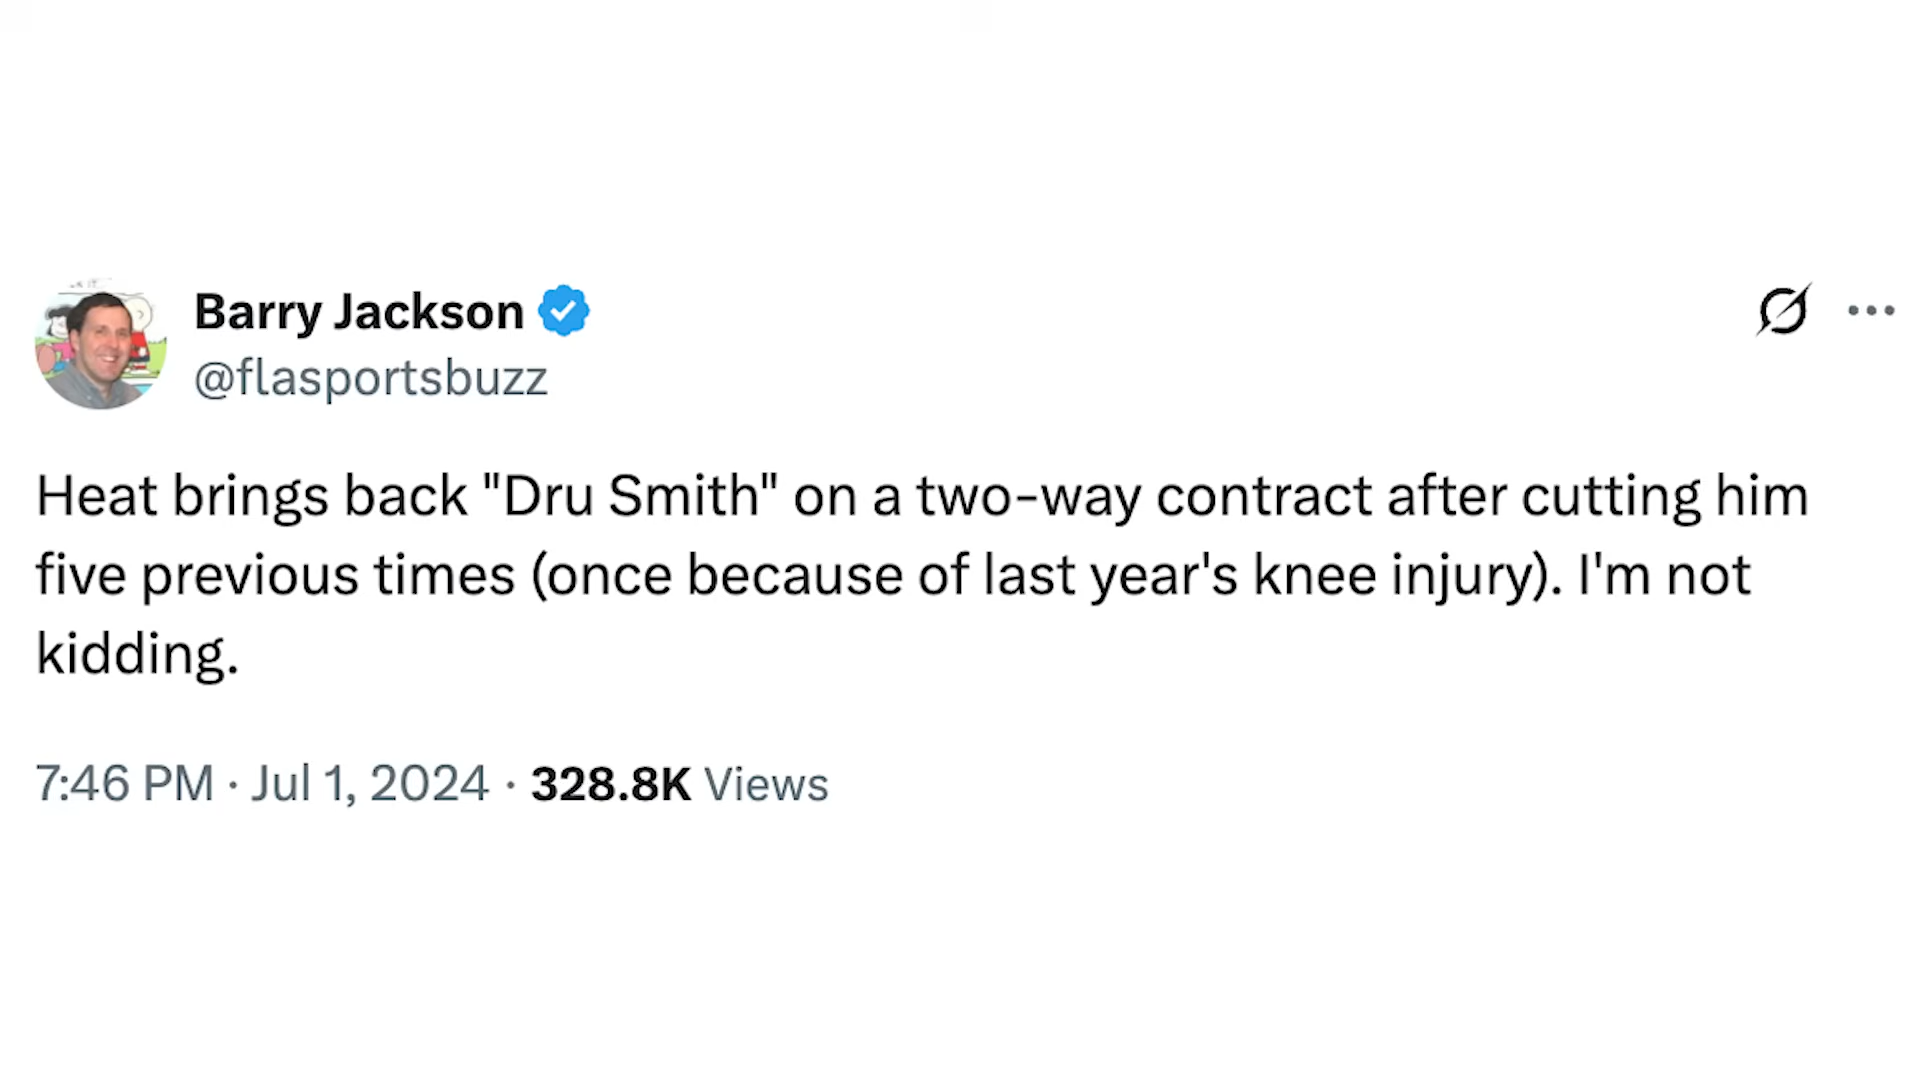 Barry Jackson
@flasportsbuzz
Heat brings back "Dru Smith" on a two-way contract after cutting him
five previous times (once because of last year's knee injury). I'm not
kidding.
7:46 PM · Jul 1, 2024 · 328.8K Views